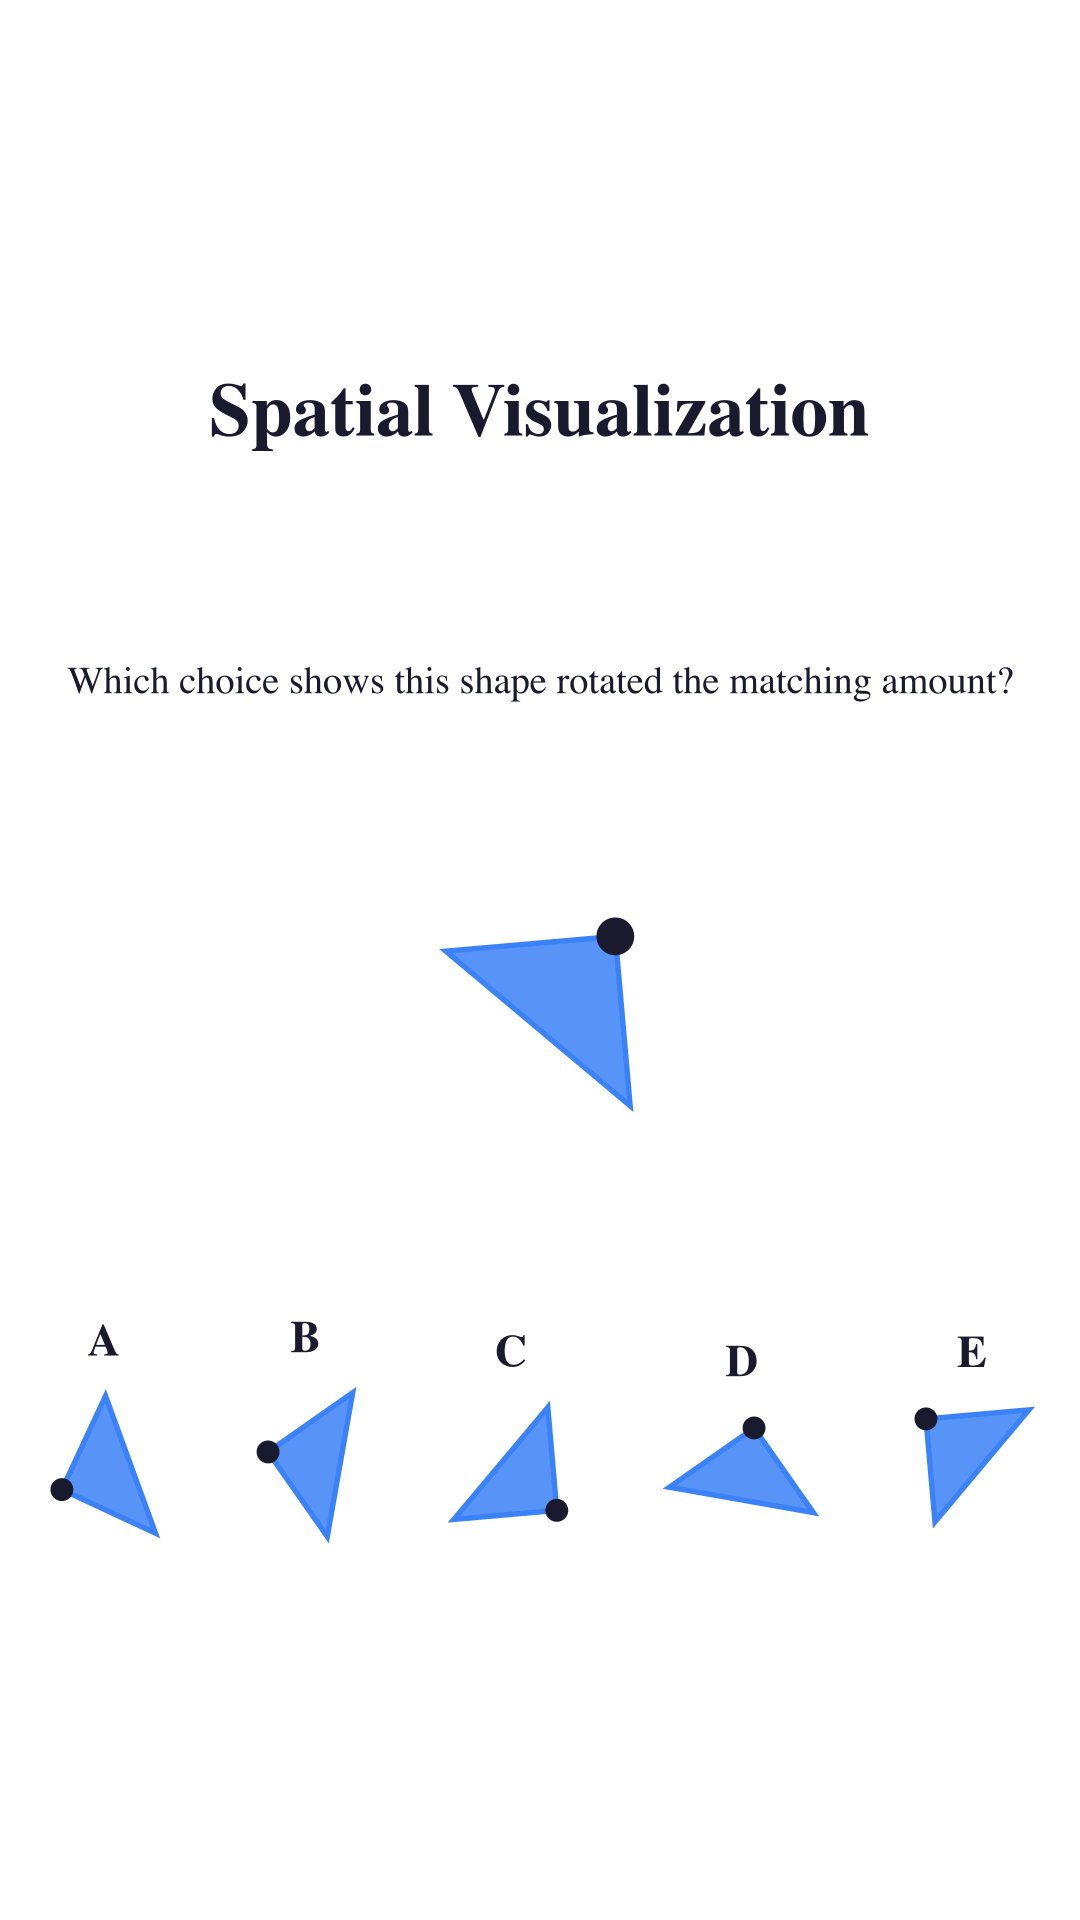 Spatial Visualization
Which choice shows this shape rotated the matching amount?
A
B
C
D
E